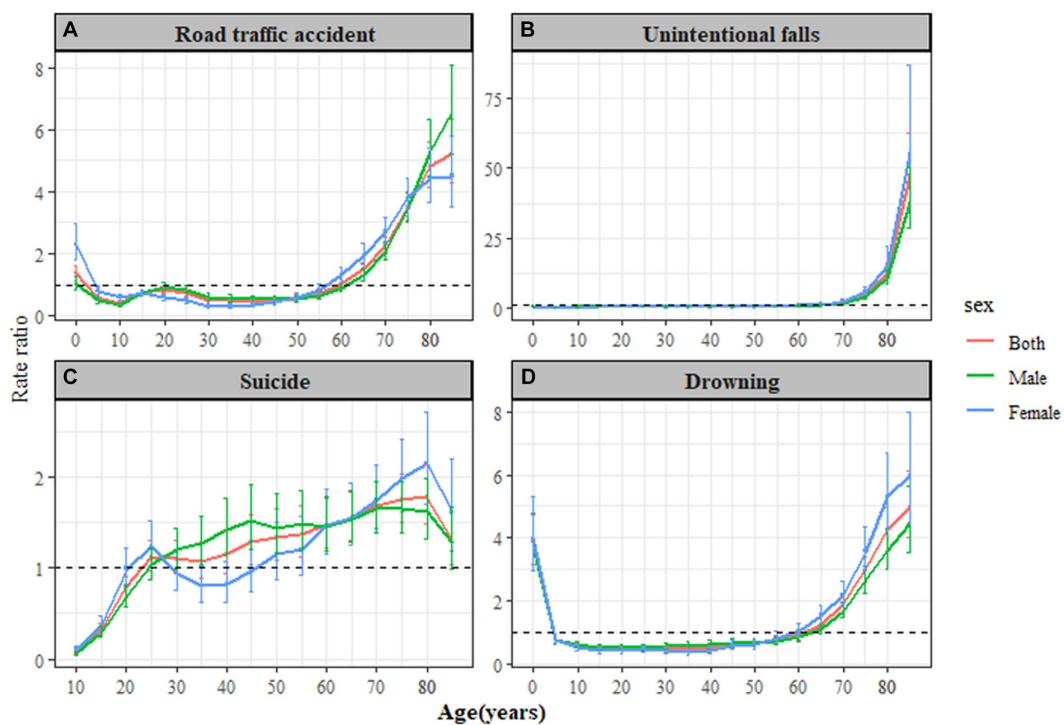 A
Road traffic accident
8
6
4
2
0
0 10 20 30 40 50 60 70 80
B
Unintentional falls
75
50
25
0
0 10 20 30 40 50 60 70 80
Rate ratio
C
Suicide
2
1
0
10 20 30 40 50 60 70 80
D
Drowning
8
6
4
2
0
0 10 20 30 40 50 60 70 80
Age(years)
sex
Both
Male
Female